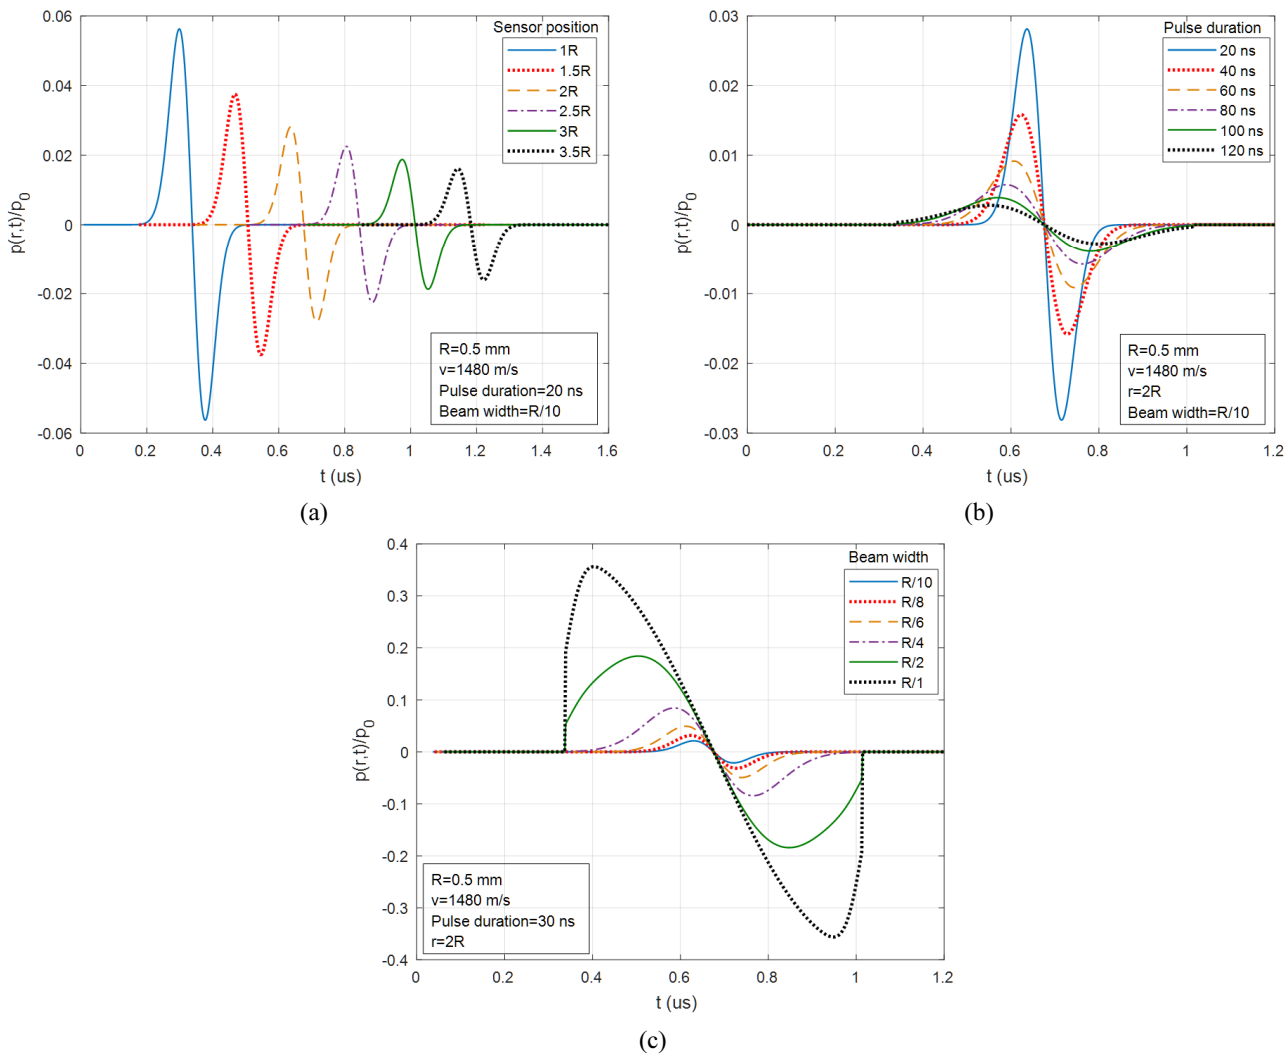 0.06
0.04
0.02
0
-0.02
-0.04
-0.06
p(r,t)/p0
Sensor position
1R
1.5R
2R
2.5R
3R
3.5R
R=0.5 mm
v=1480 m/s
Pulse duration=20 ns
Beam width=R/10
0 0.2 0.4 0.6 0.8 1 1.2 1.4 1.6
t (us)
(a)
0.03
0.02
0.01
0
-0.01
-0.02
-0.03
p(r,t)/p0
Pulse duration
20 ns
40 ns
60 ns
80 ns
100 ns
120 ns
R=0.5 mm
v=1480 m/s
r=2R
Beam width=R/10
0 0.2 0.4 0.6 0.8 1 1.2
t (us)
(b)
0.4
0.3
0.2
0.1
0
-0.1
-0.2
-0.3
-0.4
p(r,t)/p0
Beam width
R/10
R/8
R/6
R/4
R/2
R/1
R=0.5 mm
v=1480 m/s
Pulse duration=30 ns
r=2R
0 0.2 0.4 0.6 0.8 1 1.2
t (us)
(c)